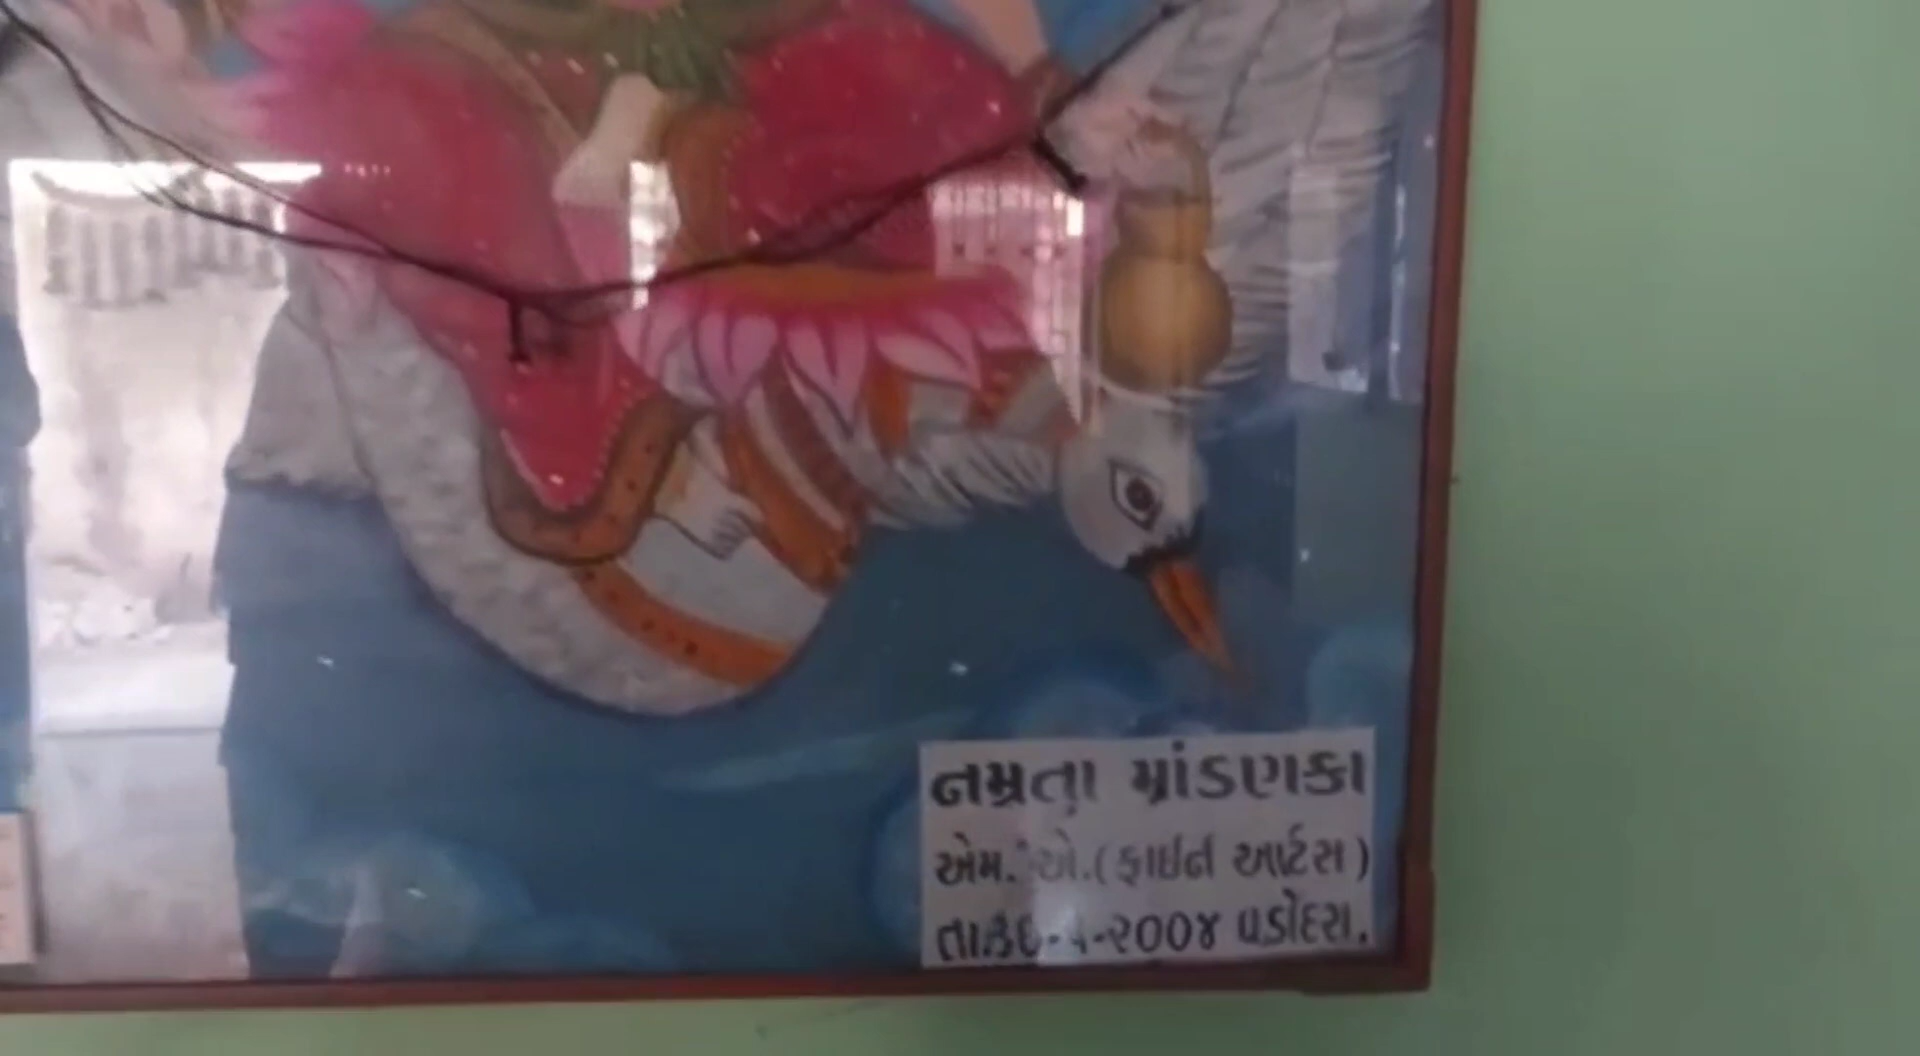 નમ્રતા માંડણકા
એમ. એ.(ફાઈન આર્ટસ)
વડોદરા.